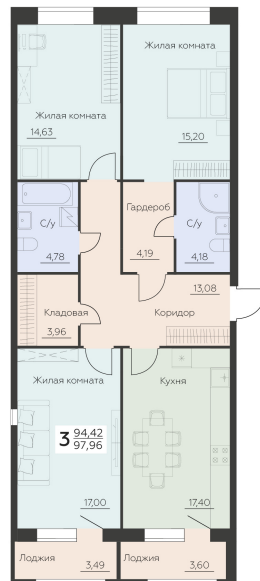 Жилая комната
Жилая комната
14,63
15,20
Гардероб
С/у
С/у
4,78
4,19
4,18
13,08
Кладовая
Коридор
3,96
Жилая комната
Кухня
3
94,42
97,96
17,00
17,40
Лоджия
Лоджия
3,49
3,60